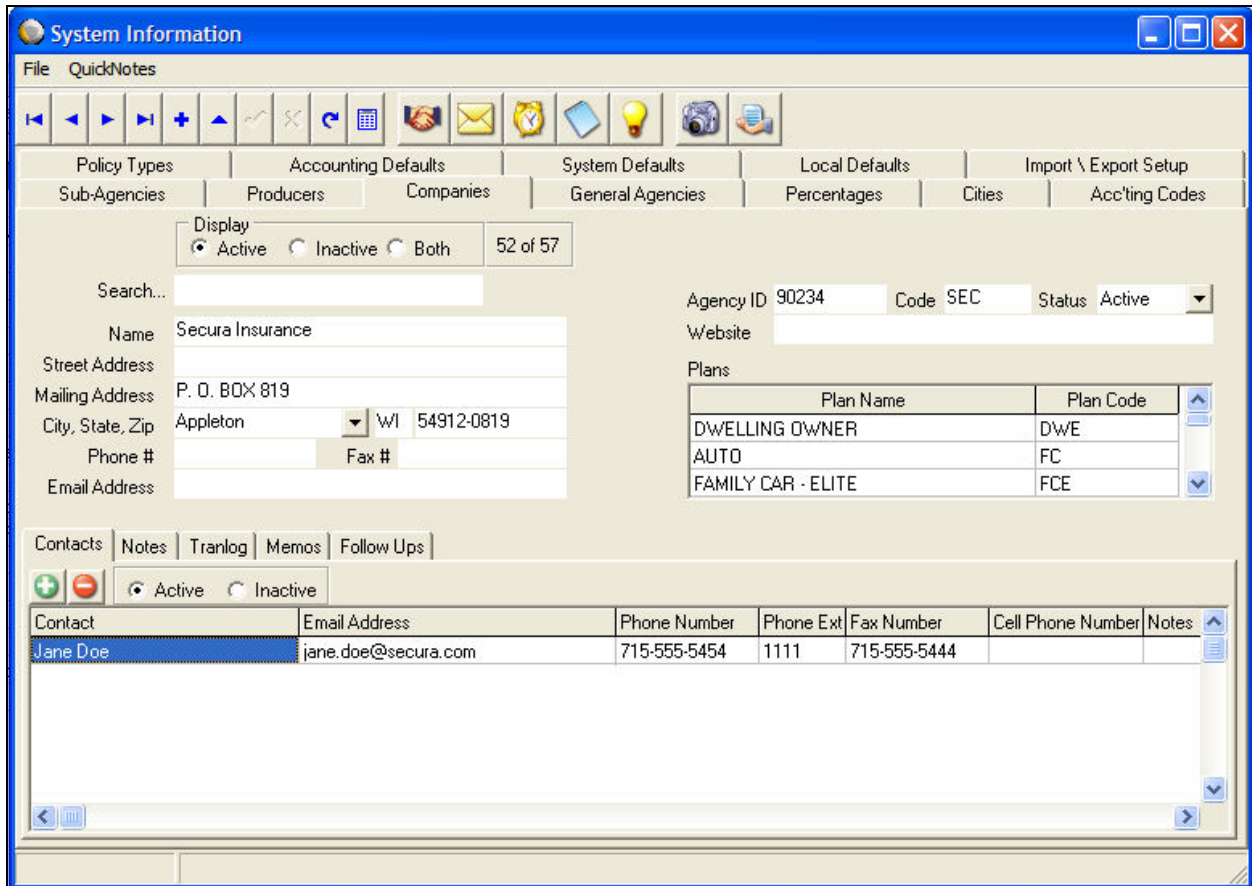 System Information
File QuickNotes
Policy Types Accounting Defaults System Defaults Local Defaults Import \ Export Setup
Sub-Agencies Producers Companies General Agencies Percentages Cities Acc'ting Codes
Display
Active Inactive Both 52 of 57
Search...
Agency ID 90234 Code SEC Status Active
Name Secura Insurance
Website
Street Address
Plans
Mailing Address P. O. BOX 819
Plan Name Plan Code
City, State, Zip Appleton WI 54912-0819
DWELLING OWNER DWE
Phone # Fax #
AUTO FC
Email Address
FAMILY CAR - ELITE FCE
Contacts Notes Tranlog Memos Follow Ups
Active Inactive
Contact Email Address Phone Number Phone Ext Fax Number Cell Phone Number Notes
Jane Doe jane.doe@secura.com 715-555-5454 1111 715-555-5444